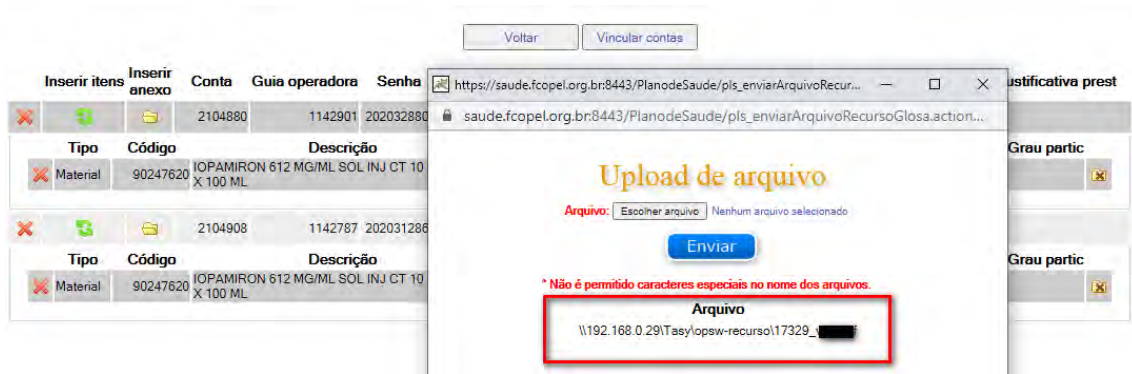 Voltar
Vincular contas
Inserir itens
Inserir anexo
Conta
Guia operadora
Senha
ustificativa prest
2104880
1142901
202032880
Tipo
Código
Descrição
Grau partic
Material
90247620
IOPAMIRON 612 MG/ML SOL INJ CT 10
X 100 ML
2104908
1142787
202031286
Tipo
Código
Descrição
Grau partic
Material
90247620
IOPAMIRON 612 MG/ML SOL INJ CT 10
X 100 ML
https://saude.fcopel.org.br:8443/PlanodeSaude/pls_enviarArquivoRecur...
saude.fcopel.org.br:8443/PlanodeSaude/pls_enviarArquivoRecursoGlosa.action...
Upload de arquivo
Arquivo: Escolher arquivo Nenhum arquivo selecionado
Enviar
* Não é permitido caracteres especiais no nome dos arquivos.
Arquivo
\\192.168.0.29\Tasy\opsw-recurso\17329_